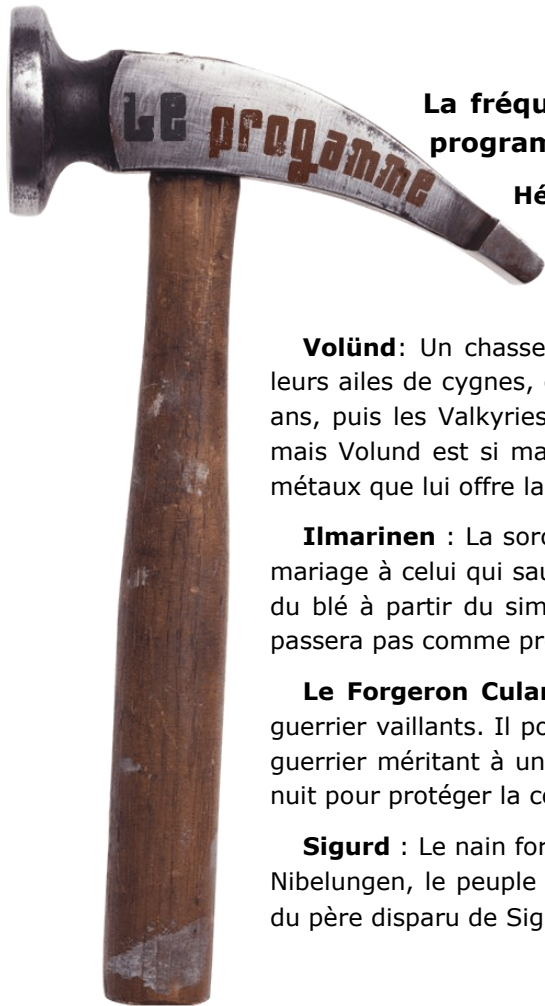 Le progamme
La fréqu
program
Hé
Volünd: Un chasse
leurs ailes de cygnes,
ans, puis les Valkyries
mais Volund est si ma
métaux que lui offre la
Ilmarinen : La sorc
mariage à celui qui sau
du blé à partir du sim
passera pas comme pr
Le Forgeron Cular
guerrier vaillants. Il po
guerrier méritant à un
nuit pour protéger la c
Sigurd : Le nain for
Nibelungen, le peuple
du père disparu de Sig